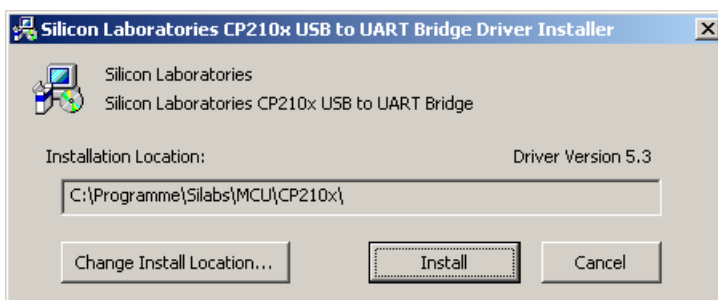 Silicon Laboratories CP210x USB to UART Bridge Driver Installer
Silicon Laboratories
Silicon Laboratories CP210x USB to UART Bridge
Installation Location: Driver Version 5.3
C:\Programme\Silabs\MCU\CP210x\
Change Install Location... Install Cancel